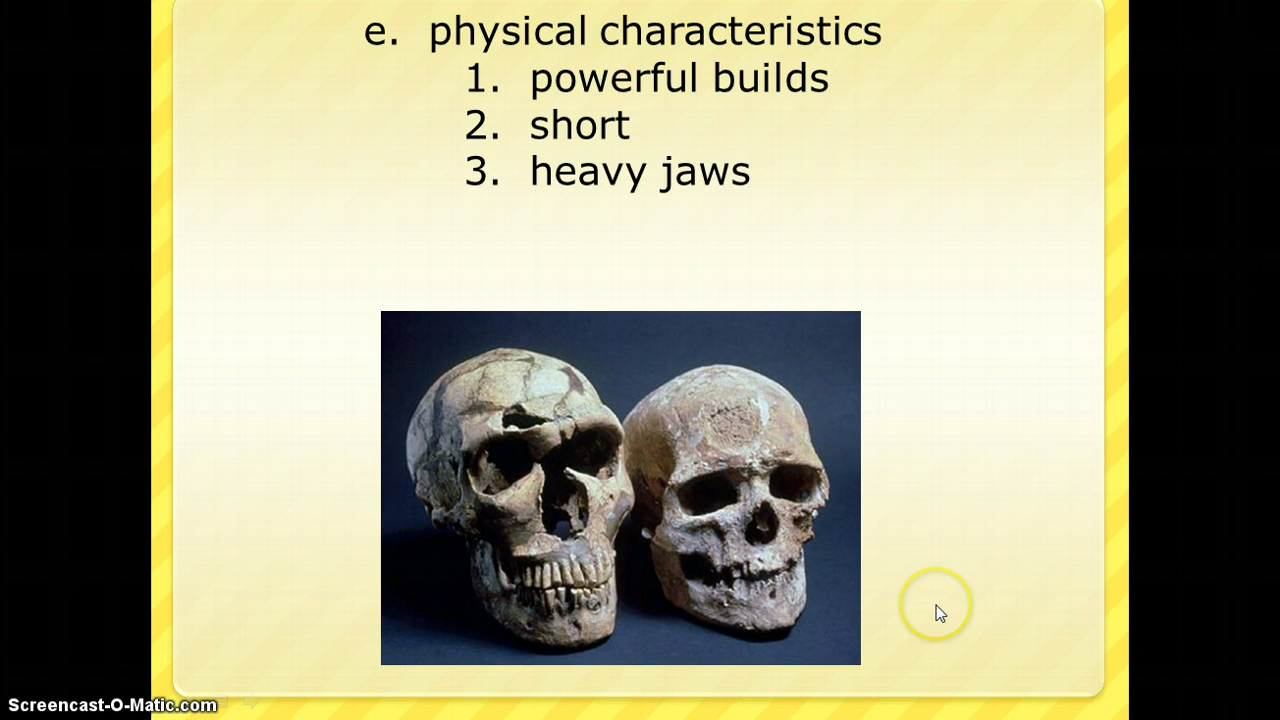 e. physical characteristics
1. powerful builds
2. short
3. heavy jaws
Screencast-O-Matic.com